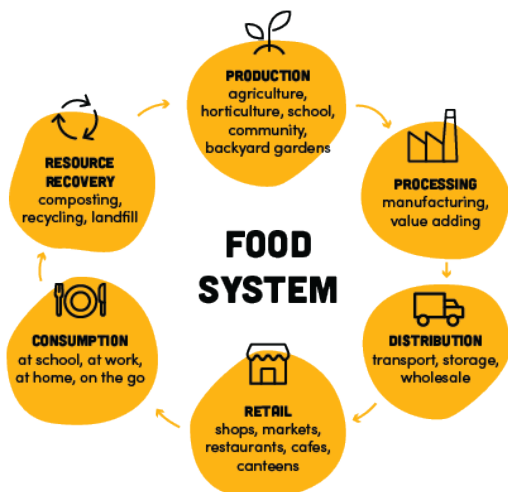 PRODUCTION
agriculture,
horticulture, school,
community,
backyard gardens
PROCESSING
manufacturing,
value adding
DISTRIBUTION
transport, storage,
wholesale
RETAIL
shops, markets,
restaurants, cafes,
canteens
CONSUMPTION
at school, at work,
at home, on the go
RESOURCE
RECOVERY
composting,
recycling, landfill
FOOD
SYSTEM